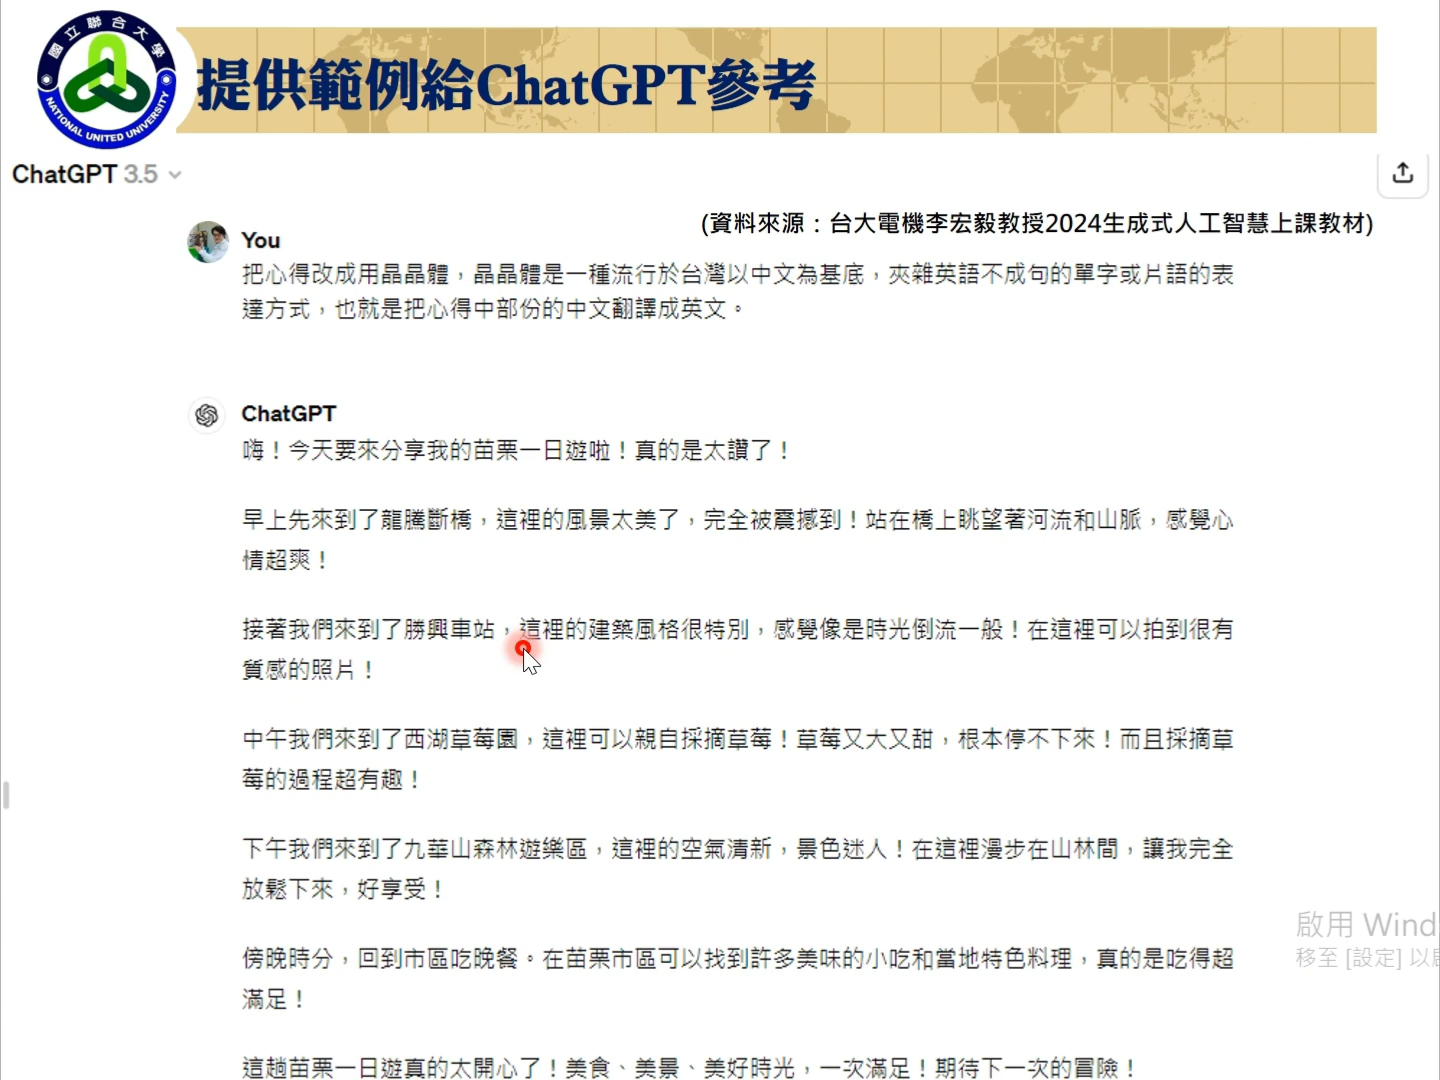 國立聯合大學
NATIONAL UNITED UNIVERSITY
提供範例給ChatGPT參考
ChatGPT 3.5
(資料來源：台大電機李宏毅教授2024生成式人工智慧上課教材)
You
把心得改成用晶晶體，晶晶體是一種流行於台灣以中文為基底，夾雜英語不成句的單字或片語的表
達方式，也就是把心得中部份的中文翻譯成英文。
ChatGPT
嗨！今天要來分享我的苗栗一日遊啦！真的是太讚了！
早上先來到了龍騰斷橋，這裡的風景太美了，完全被震撼到！站在橋上眺望著河流和山脈，感覺心
情超爽！
接著我們來到了勝興車站，這裡的建築風格很特別，感覺像是時光倒流一般！在這裡可以拍到很有
質感的照片！
中午我們來到了西湖草莓園，這裡可以親自採摘草莓！草莓又大又甜，根本停不下來！而且採摘草
莓的過程超有趣！
下午我們來到了九華山森林遊樂區，這裡的空氣清新，景色迷人！在這裡漫步在山林間，讓我完全
放鬆下來，好享受！
傍晚時分，回到市區吃晚餐。在苗栗市區可以找到許多美味的小吃和當地特色料理，真的是吃得超
滿足！
這趟苗栗一日遊真的太開心了！美食、美景、美好時光，一次滿足！期待下一次的冒險！
啟用 Wind
移至 [設定] 以